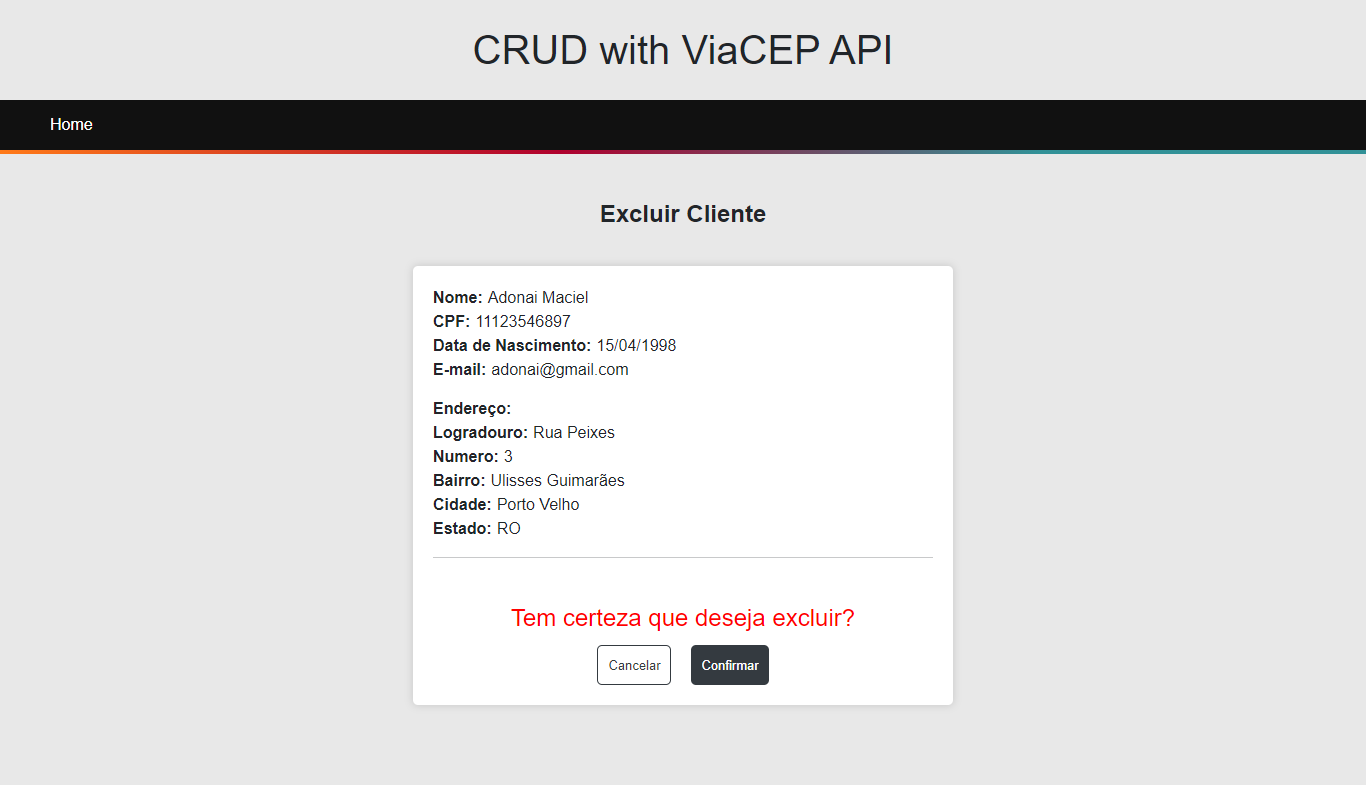 CRUD with ViaCEP API
Home
Excluir Cliente
Nome: Adonai Maciel
CPF: 11123546897
Data de Nascimento: 15/04/1998
E-mail: adonai@gmail.com
Endereço:
Logradouro: Rua Peixes
Numero: 3
Bairro: Ulisses Guimarães
Cidade: Porto Velho
Estado: RO
Tem certeza que deseja excluir?
Cancelar Confirmar